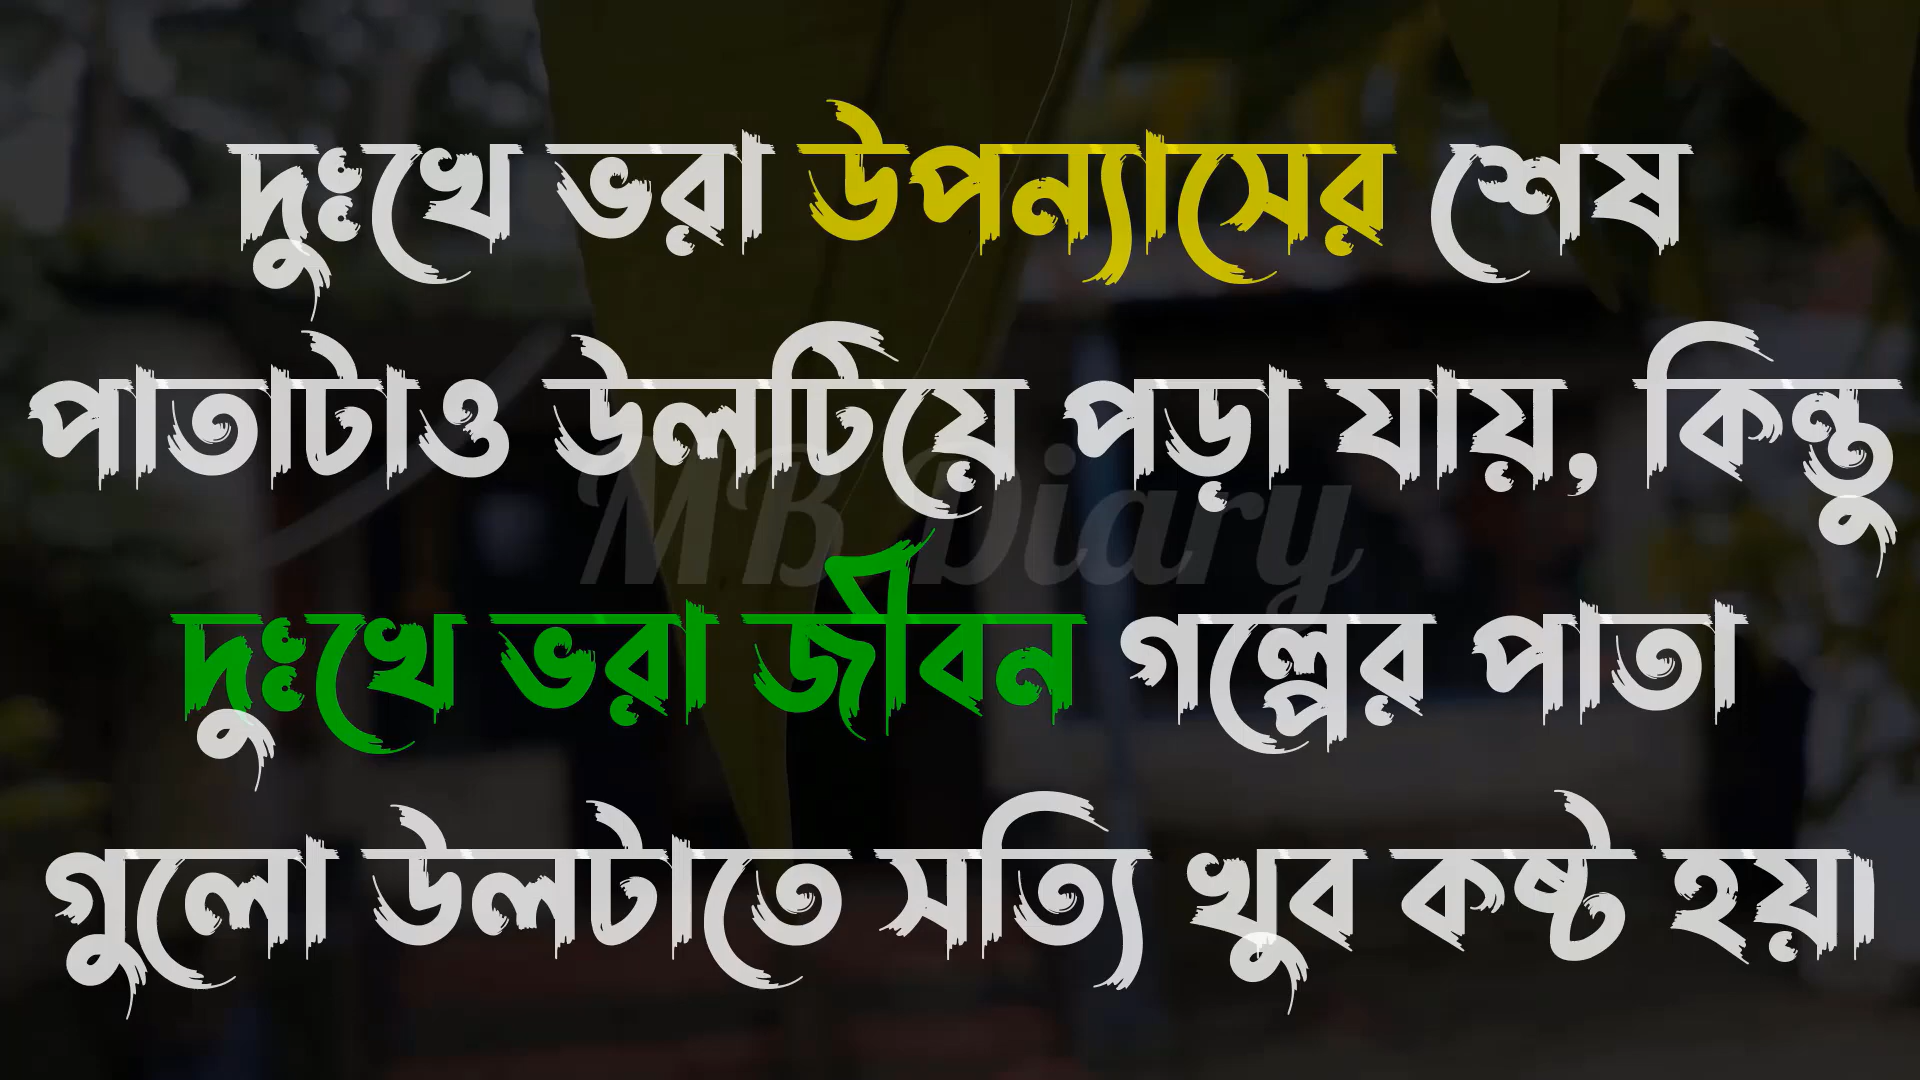 দুঃখে ভরা উপন্যাসের শেষ
পাতাটাও উলটিয়ে পড়া যায়, কিন্তু
MB Diary
দুঃখে ভরা জীবন গল্পের পাতা
গুলো উলটাতে সত্যি খুব কষ্ট হয়।